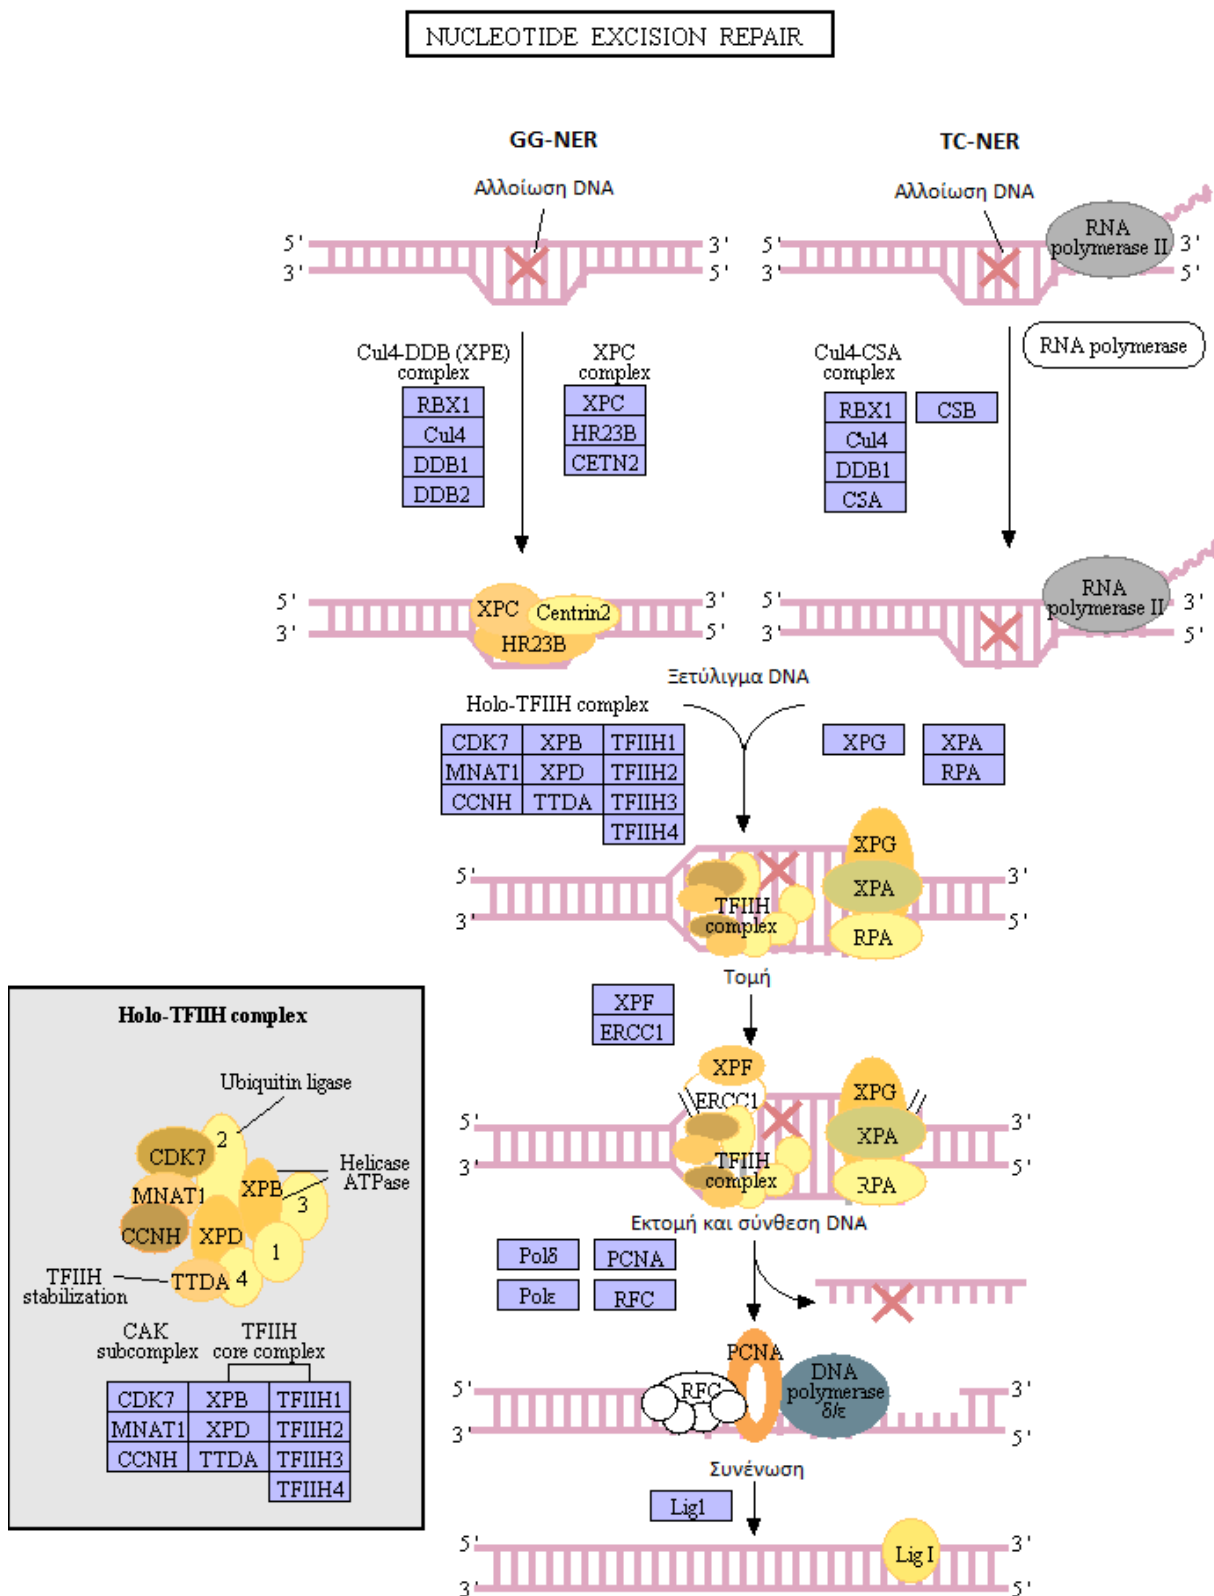 NUCLEOTIDE EXCISION REPAIR
GG-NER
TC-NER
Αλλοίωση DNA
Αλλοίωση DNA
RNA
polymerase II
5'
3'
3'
5'
5'
3'
3'
5'
RNA polymerase
Cul4-DDB (XPE)
complex
RBX1
Cul4
DDB1
DDB2
XPC
complex
XPC
HR23B
CETN2
Cul4-CSA
complex
RBX1
Cul4
DDB1
CSA
CSB
5'
3'
XPC
Centrin2
HR23B
3'
5'
5'
3'
RNA
polymerase II
3'
5'
Ξετύλιγμα DNA
Holo-TFIIH complex
CDK7 XPB TFIIH1
MNAT1 XPD TFIIH2
CCNH TTDA TFIIH3
TFIIH4
XPG
XPA
RPA
5'
3'
TFIIH
complex
XPG
XPA
RPA
3'
5'
Τομή
XPF
ERCC1
XPF
ERCC1
5'
3'
TFIIH
complex
XPG
XPA
RPA
3'
5'
Εκτομή και σύνθεση DNA
Polδ PCNA
Polε RFC
5'
3'
RFC
PCNA
DNA
polymerase
δ/ε
3'
5'
Συνένωση
Lig1
5'
3'
Lig I
3'
5'
Holo-TFIIH complex
Ubiquitin ligase
2
CDK7
MNAT1
CCNH
XPB
XPD
Helicase
ATPase
3
1
TTDA
4
TFIIH
stabilization
CAK
subcomplex
TFIIH
core complex
CDK7 XPB TFIIH1
MNAT1 XPD TFIIH2
CCNH TTDA TFIIH3
TFIIH4